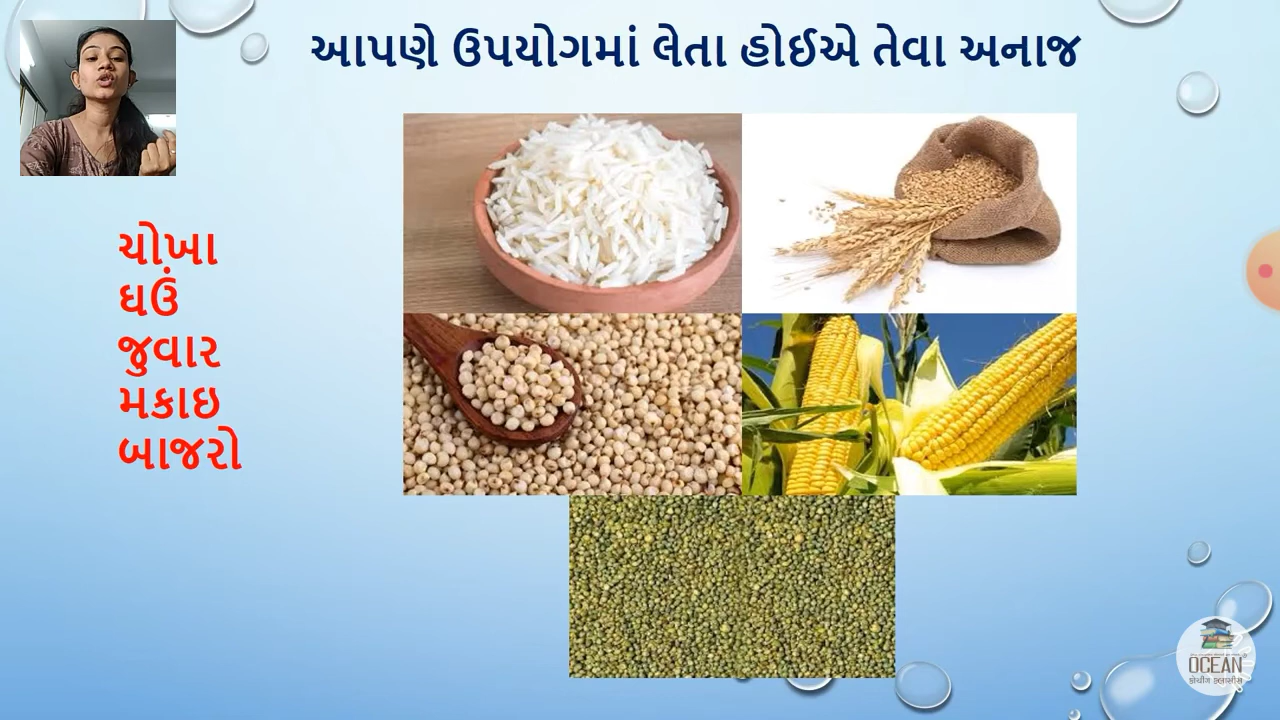 આપણે ઉપયોગમાં લેતા હોઈએ તેવા અનાજ
ચોખા
ઘઉં
જુવાર
મકાઇ
બાજરો
OCEAN
કોચીંગ ક્લાસીસ